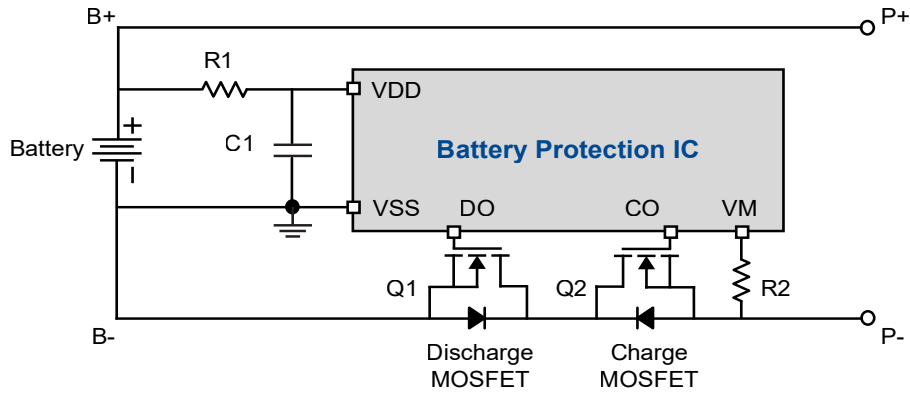 B+
P+
R1
VDD
C1
Battery Protection IC
+
Battery
-
VSS
DO
CO
VM
Q1
Q2
R2
B-
P-
Discharge
MOSFET
Charge
MOSFET